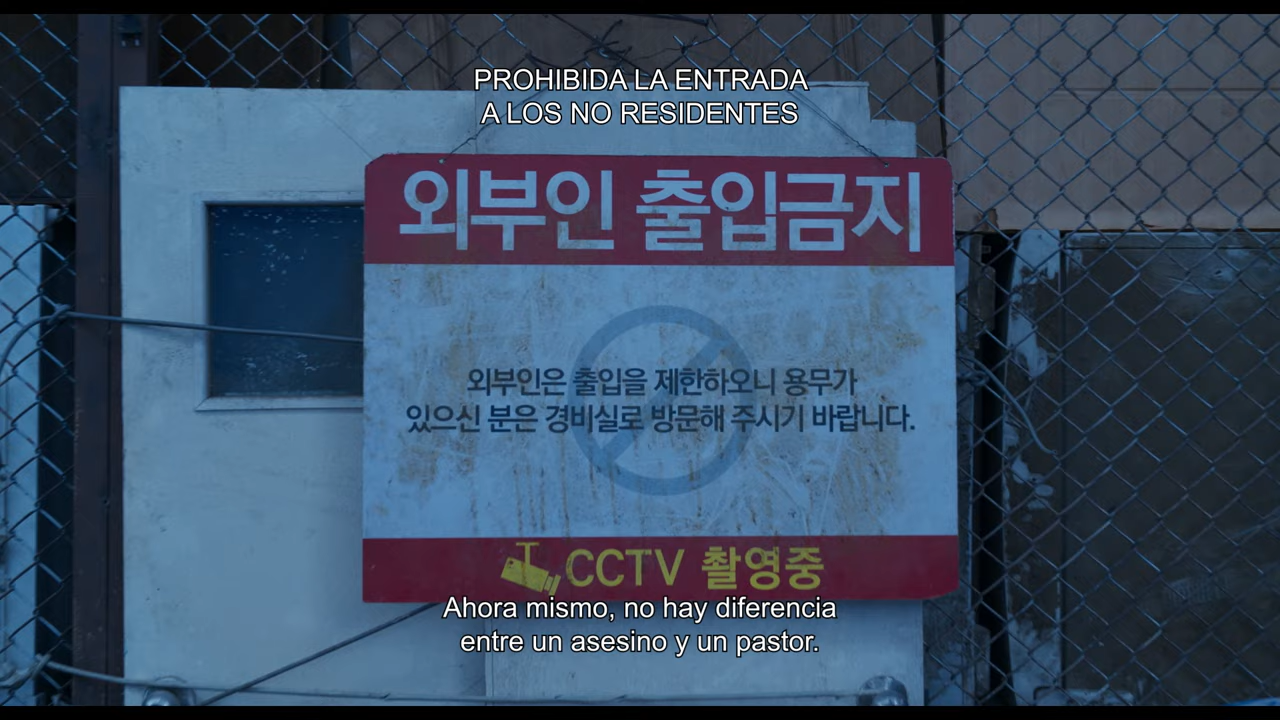 PROHIBIDA LA ENTRADA
A LOS NO RESIDENTES
외부인 출입금지
외부인은 출입을 제한하오니 용무가
있으신 분은 경비실로 방문해 주시기 바랍니다.
CCTV 촬영중
Ahora mismo, no hay diferencia
entre un asesino y un pastor.